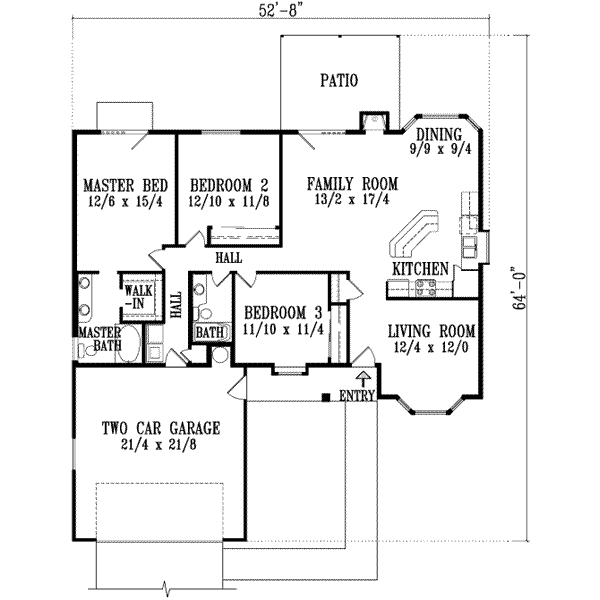 52'-8"
PATIO
DINING
9/9 x 9/4
MASTER BED
12/6 x 15/4
BEDROOM 2
12/10 x 11/8
FAMILY ROOM
13/2 x 17/4
HALL
KITCHEN
WALK
-IN
HALL
64'-0"
BEDROOM 3
11/10 x 11/4
MASTER
BATH
BATH
LIVING ROOM
12/4 x 12/0
ENTRY
TWO CAR GARAGE
21/4 x 21/8